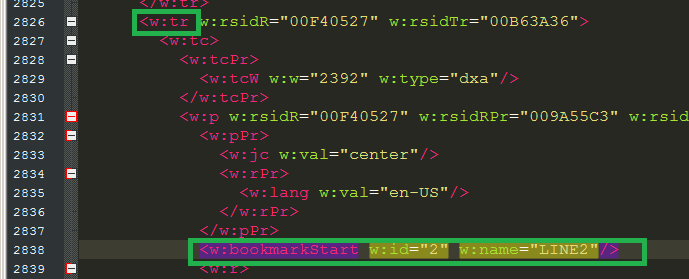 2825 </w:tr>
2826 <w:tr w:rsidR="00F40527" w:rsidTr="00B63A36">
2827 <w:tc>
2828 <w:tcPr>
2829 <w:tcW w:w="2392" w:type="dxa"/>
2830 </w:tcPr>
2831 <w:p w:rsidR="00F40527" w:rsidRPr="009A55C3" w:rsid
2832 <w:pPr>
2833 <w:jc w:val="center"/>
2834 <w:rPr>
2835 <w:lang w:val="en-US"/>
2836 </w:rPr>
2837 </w:pPr>
2838 <w:bookmarkStart w:id="2" w:name="LINE2"/>
2839 <w:r>